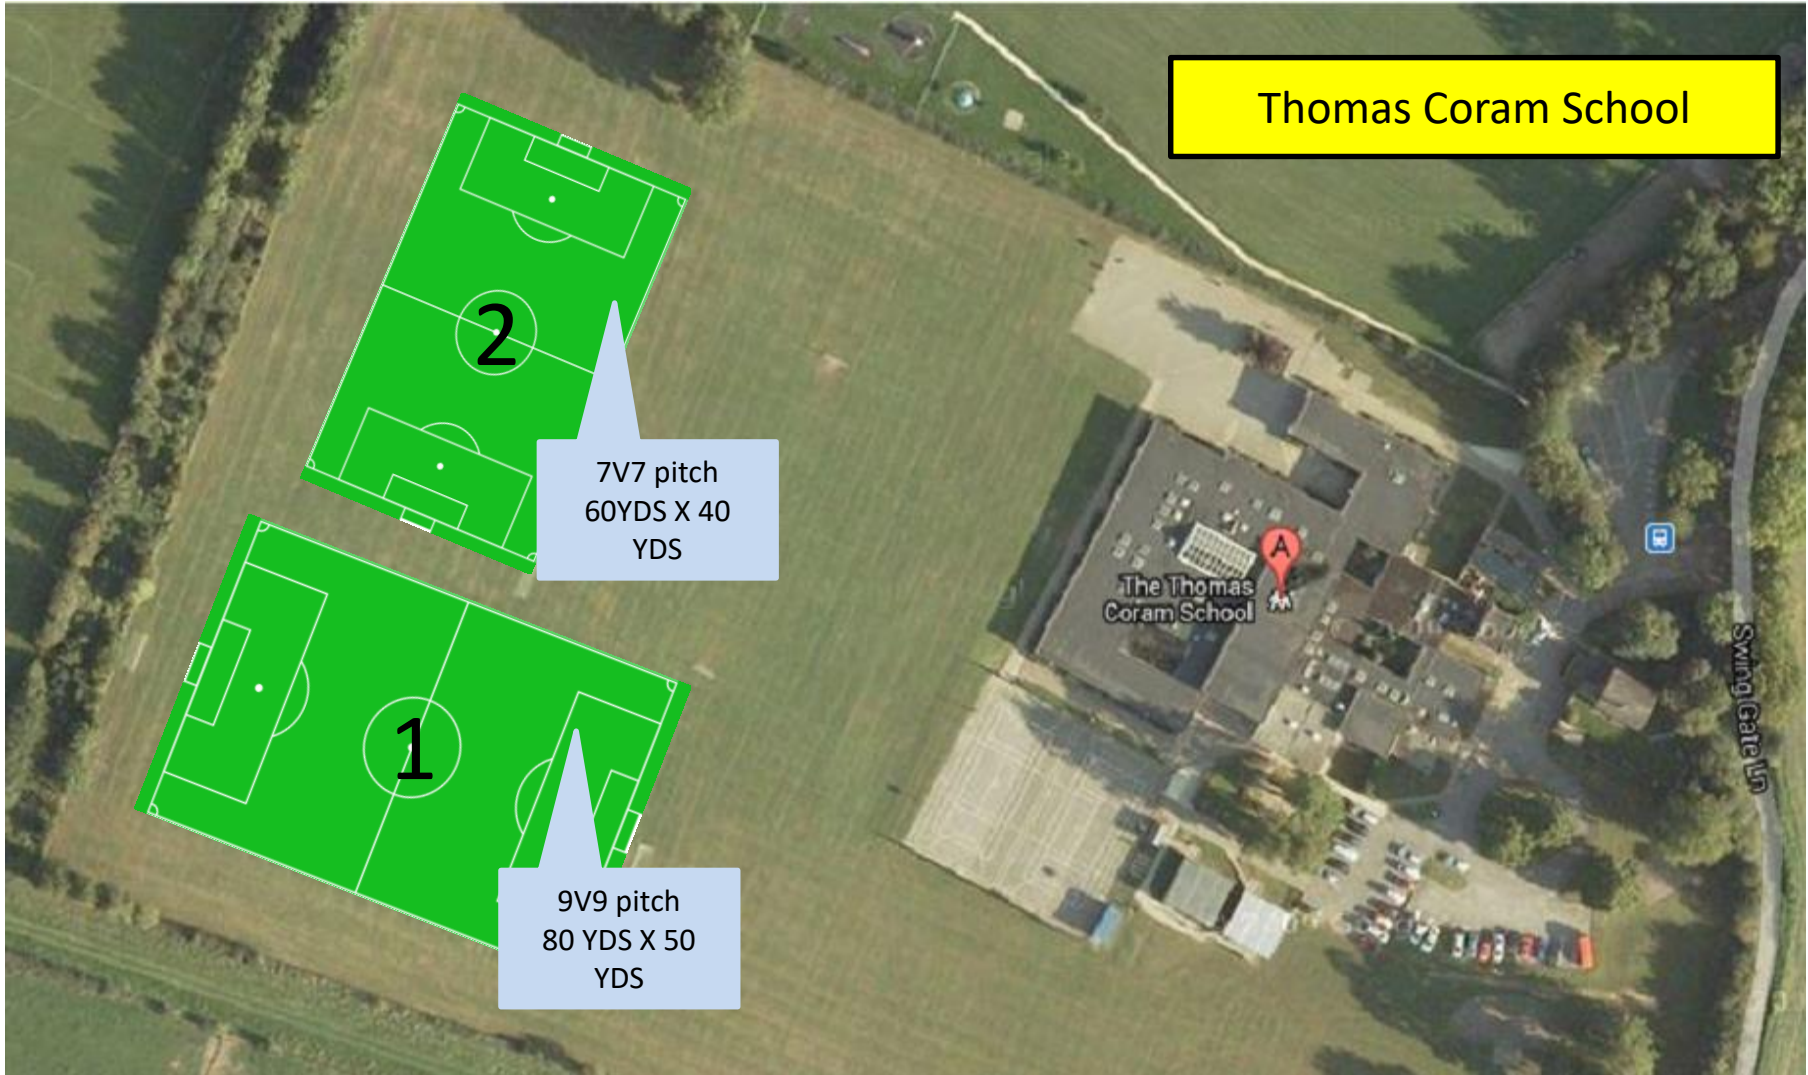 Thomas Coram School
2
7V7 pitch
60YDS X 40
YDS
A
The Thomas
Coram School
Swing Gate Ln
1
9V9 pitch
80 YDS X 50
YDS